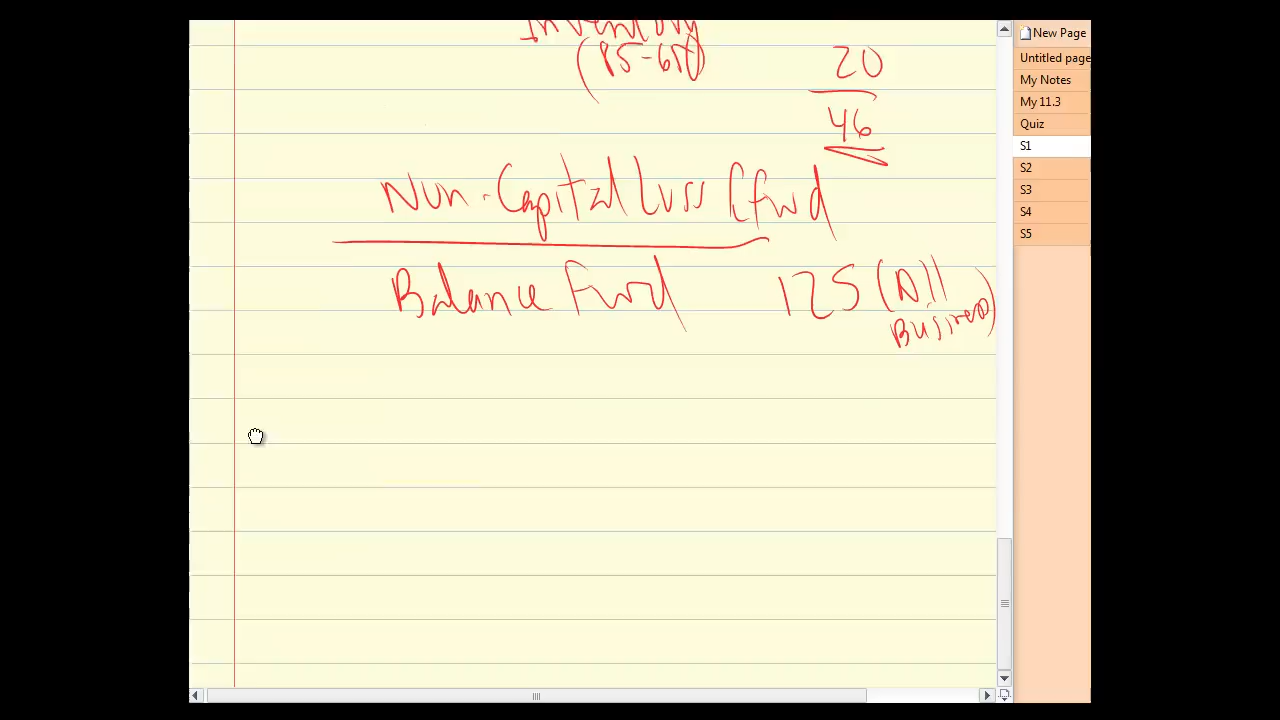 Inventory
(85-65) 20
46
Non-Capital Loss Cfwd
Balance Fwd 125 (All Business)
New Page
Untitled page
My Notes
My 11.3
Quiz
S1
S2
S3
S4
S5